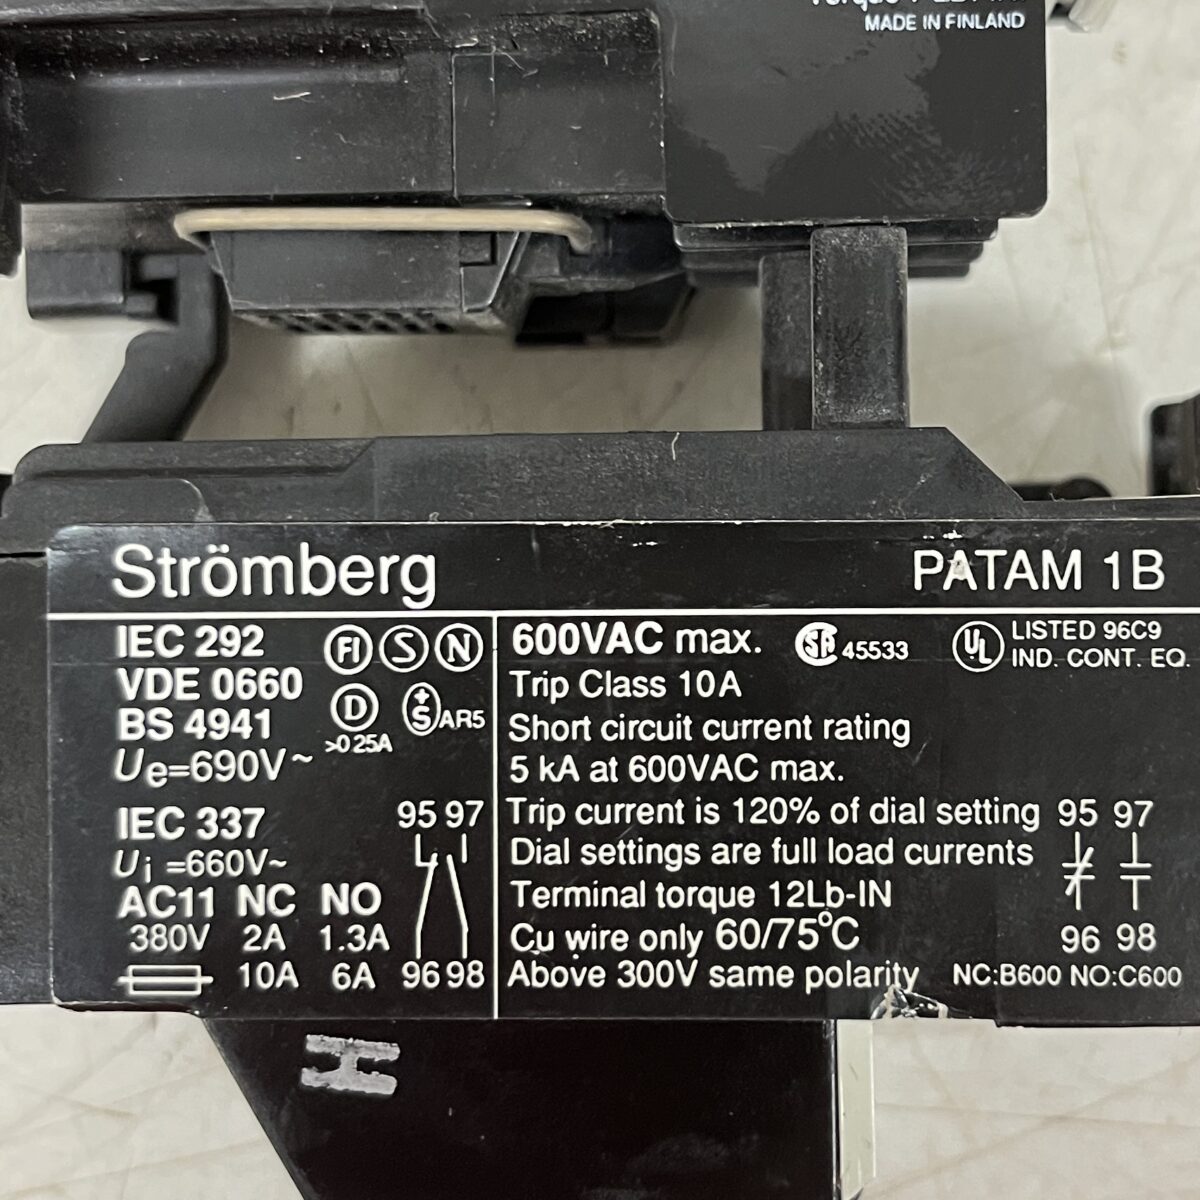 MADE IN FINLAND
Strömberg PATAM 1B
IEC 292 FI S N
VDE 0660
BS 4941 D +S AR5
>0 25A
Ue=690V~
IEC 337 95 97
Ui =660V~
AC11 NC NO
380V 2A 1.3A
10A 6A 96 98
600VAC max. SA 45533 UL LISTED 96C9
IND. CONT. EQ.
Trip Class 10A
Short circuit current rating
5 kA at 600VAC max.
Trip current is 120% of dial setting 95 97
Dial settings are full load currents
Terminal torque 12Lb-IN
Cu wire only 60/75°C 96 98
Above 300V same polarity NC:B600 NO:C600
H